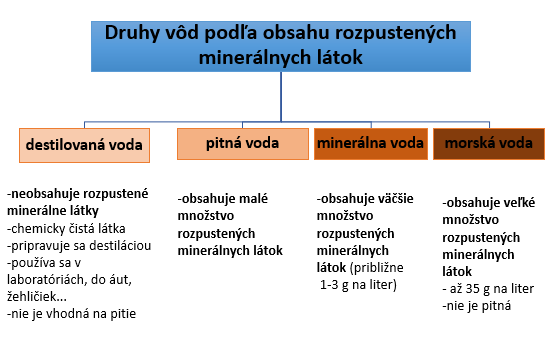 Druhy vôd podľa obsahu rozpustených
minerálnych látok
destilovaná voda
-neobsahuje rozpustené
minerálne látky
-chemicky čistá látka
-pripravuje sa destiláciou
-používa sa v
laboratóriách, do áut,
žehličiek...
-nie je vhodná na pitie
pitná voda
-obsahuje malé
množstvo
rozpustených
minerálnych látok
minerálna voda
-obsahuje väčšie
množstvo
rozpustených
minerálnych
látok (približne
1-3 g na liter)
morská voda
-obsahuje veľké
množstvo
rozpustených
minerálnych
látok
- až 35 g na liter
-nie je pitná